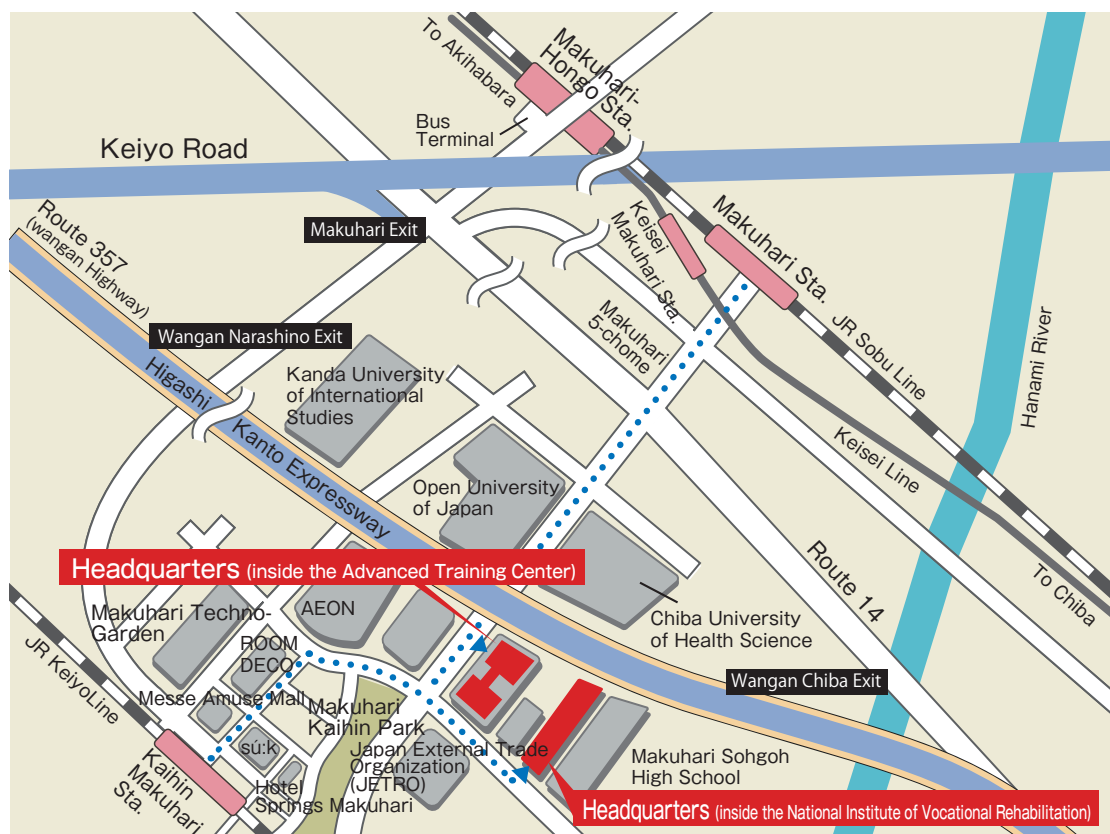 To Akihabara
Makuhari-
Hongo Sta.
Bus
Terminal
Keiyo Road
Makuhari Exit
Route 357
(wangan Highway)
Keisei
Makuhari Sta.
Makuhari Sta.
Wangan Narashino Exit
Makuhari
5-chome
JR Sobu Line
Hanami River
Kanda University
of International
Studies
Higashi Kanto Expressway
Keisei Line
Open University
of Japan
Headquarters (inside the Advanced Training Center)
Route 14
To Chiba
Makuhari Techno-
Garden
AEON
Chiba University
of Health Science
ROOM
DECO
JR KeiyoLine
Messe Amuse Mall
Wangan Chiba Exit
Makuhari
Kaihin Park
şú:k
Japan External Trade
Organization
(JETRO)
Makuhari Sohgoh
High School
Kaihin
Makuhari
Sta.
Hotel
Springs Makuhari
Headquarters (inside the National Institute of Vocational Rehabilitation)